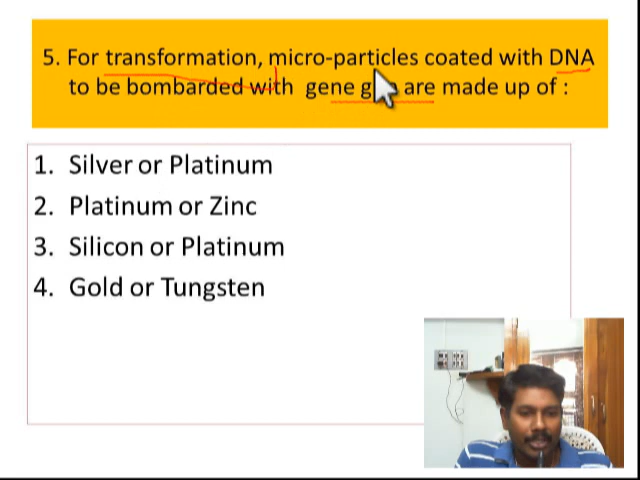 5. For transformation, micro-particles coated with DNA
to be bombarded with gene gun are made up of :
1. Silver or Platinum
2. Platinum or Zinc
3. Silicon or Platinum
4. Gold or Tungsten